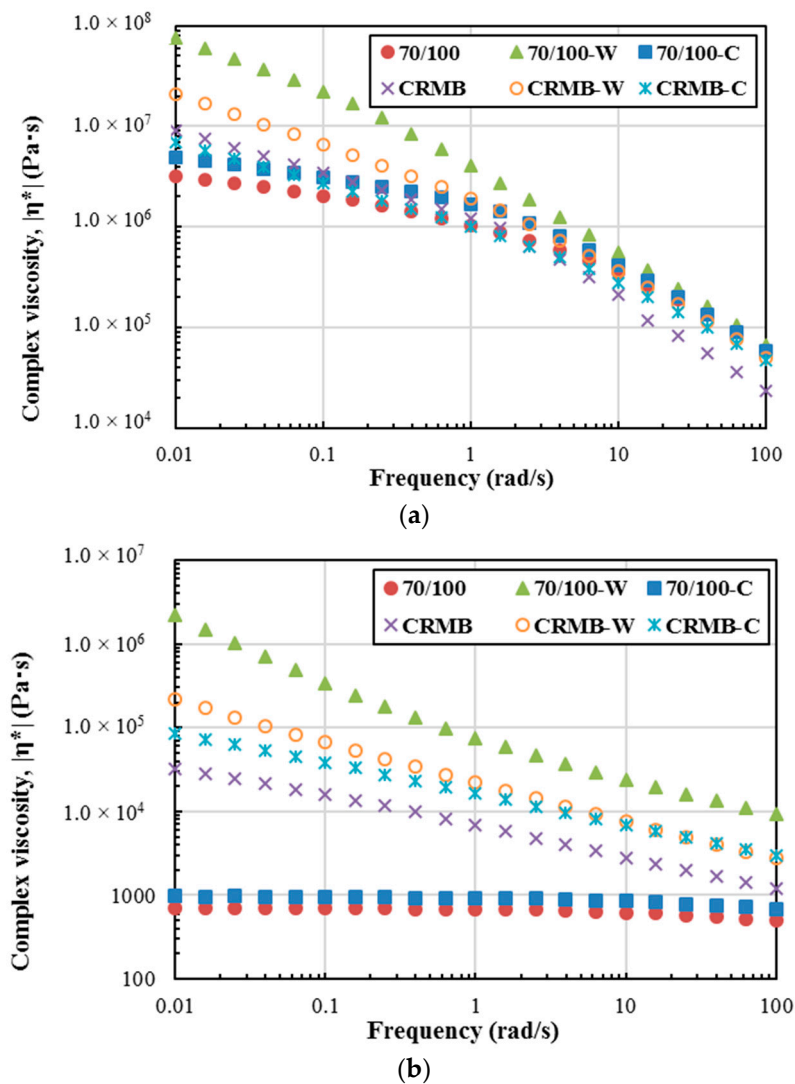 1.0 × 10⁸
1.0 × 10⁷
1.0 × 10⁶
1.0 × 10⁵
1.0 × 10⁴
Complex viscosity, |η*| (Pa·s)
70/100 70/100-W 70/100-C
CRMB CRMB-W CRMB-C
0.01 0.1 1 10 100
Frequency (rad/s)
(a)
1.0 × 10⁷
1.0 × 10⁶
1.0 × 10⁵
1.0 × 10⁴
1000
100
Complex viscosity, |η*| (Pa·s)
70/100 70/100-W 70/100-C
CRMB CRMB-W CRMB-C
0.01 0.1 1 10 100
Frequency (rad/s)
(b)